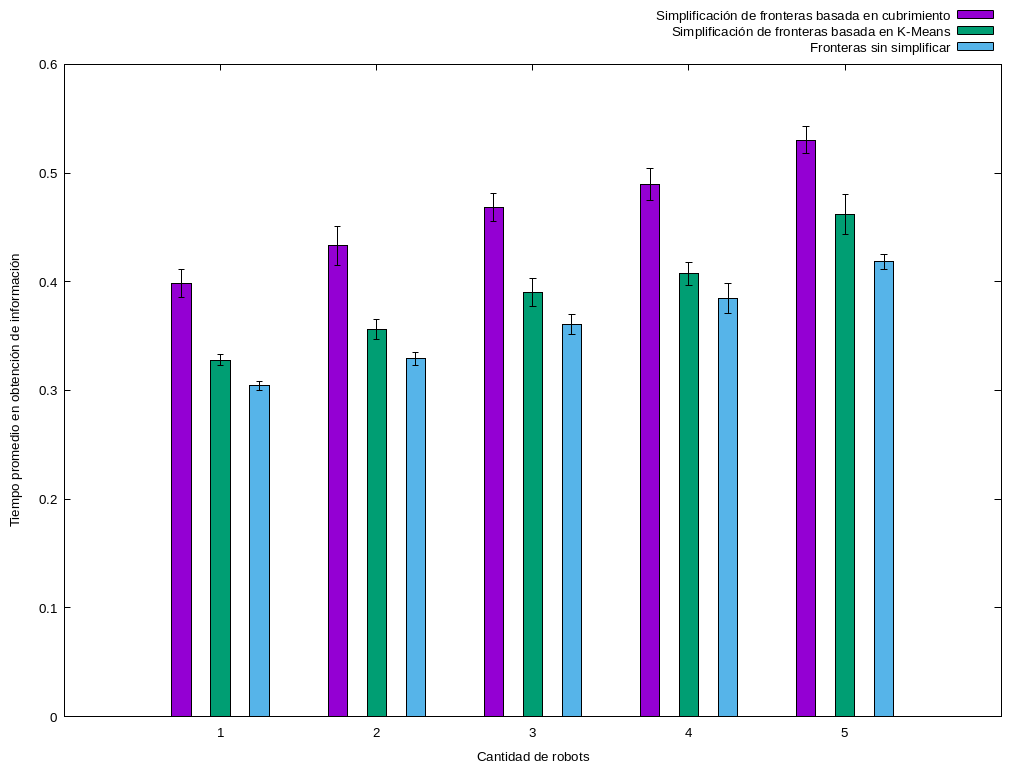 Simplificación de fronteras basada en cubrimiento
Simplificación de fronteras basada en K-Means
Fronteras sin simplificar
0.6
0.5
0.4
0.3
0.2
0.1
0
Tiempo promedio en obtención de información
1 2 3 4 5
Cantidad de robots